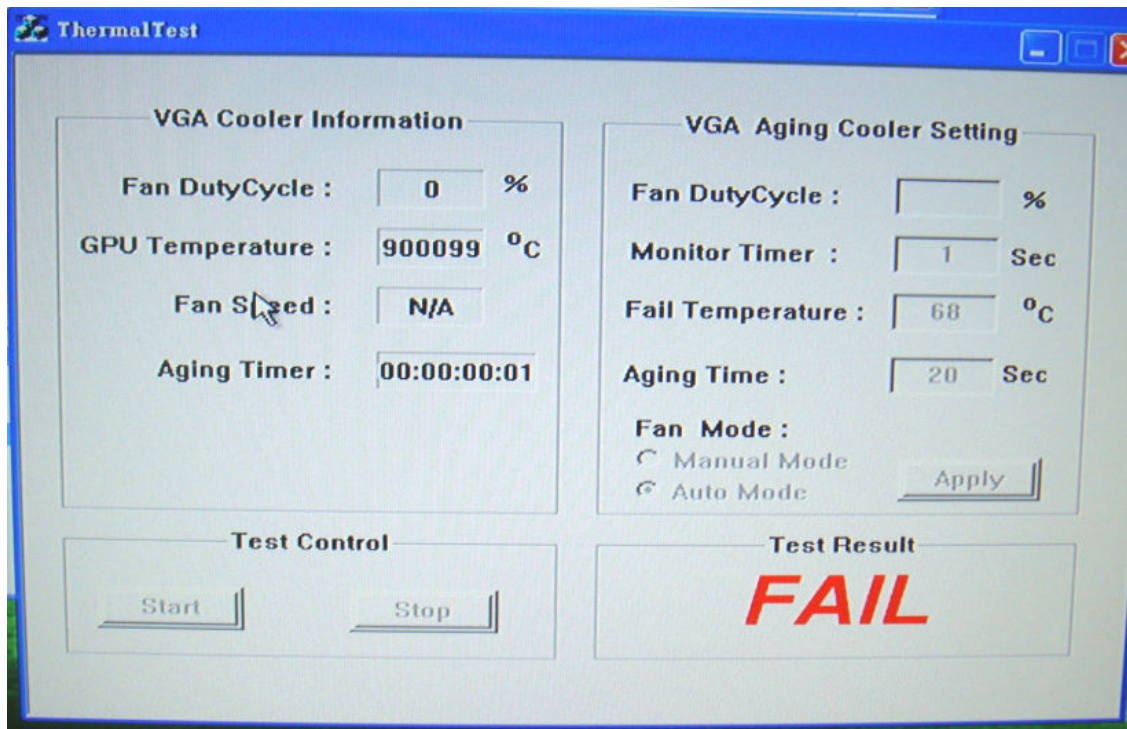 ThermalTest
VGA Cooler Information
Fan DutyCycle : 0 %
GPU Temperature : 900099 °C
Fan Speed : N/A
Aging Timer : 00:00:00:01
VGA Aging Cooler Setting
Fan DutyCycle : %
Monitor Timer : 1 Sec
Fail Temperature : 68 °C
Aging Time : 20 Sec
Fan Mode :
Manual Mode
Auto Mode
Apply
Test Control
Start Stop
Test Result
FAIL